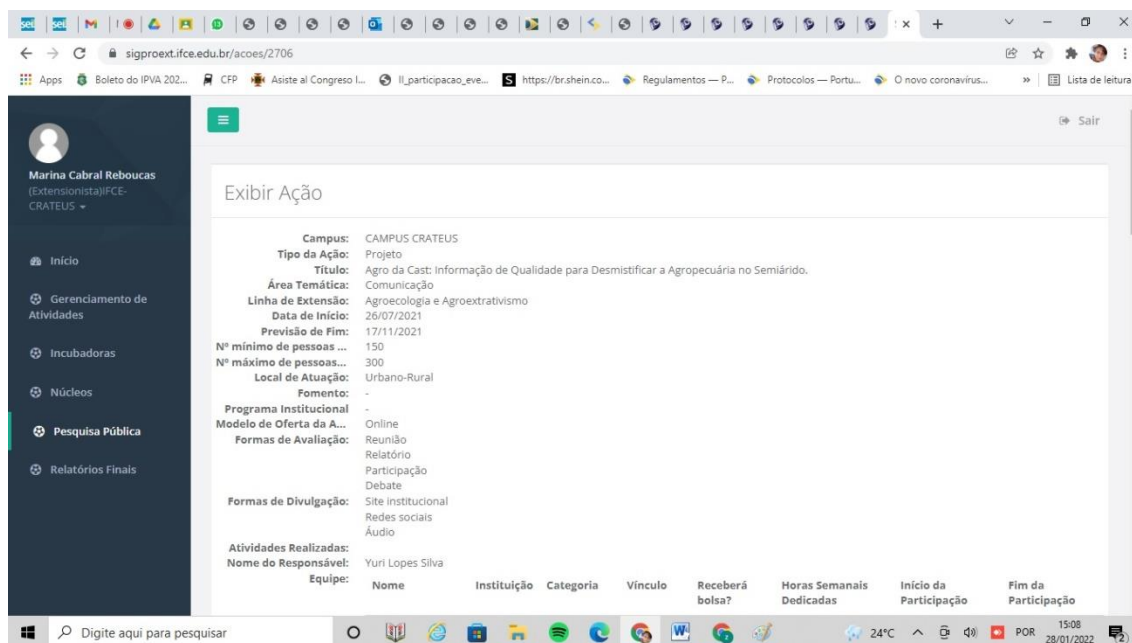 sigproext.ifce.edu.br/acoes/2706
Apps Boleto do IPVA 202... CFP Asiste al Congreso I... II_participacao_eve... https://br.shein.co... Regulamentos — P... Protocolos — Portu... O novo coronavírus... » Lista de leitura
Sair
Marina Cabral Reboucas
(Extensionista)IFCE-
CRATEUS
Início
Gerenciamento de
Atividades
Incubadoras
Núcleos
Pesquisa Pública
Relatórios Finais
Exibir Ação
Campus: CAMPUS CRATEUS
Tipo da Ação: Projeto
Título: Agro da Cast: Informação de Qualidade para Desmistificar a Agropecuária no Semiárido.
Área Temática: Comunicação
Linha de Extensão: Agroecologia e Agroextrativismo
Data de Início: 26/07/2021
Previsão de Fim: 17/11/2021
Nº mínimo de pessoas ... 150
Nº máximo de pessoas... 300
Local de Atuação: Urbano-Rural
Fomento: -
Programa Institucional -
Modelo de Oferta da A... Online
Formas de Avaliação: Reunião
Relatório
Participação
Debate
Formas de Divulgação: Site institucional
Redes sociais
Áudio
Atividades Realizadas:
Nome do Responsável: Yuri Lopes Silva
Equipe: Nome Instituição Categoria Vínculo Receberá bolsa? Horas Semanais Dedicadas Início da Participação Fim da Participação
Digite aqui para pesquisar
24°C POR 15:08
28/01/2022